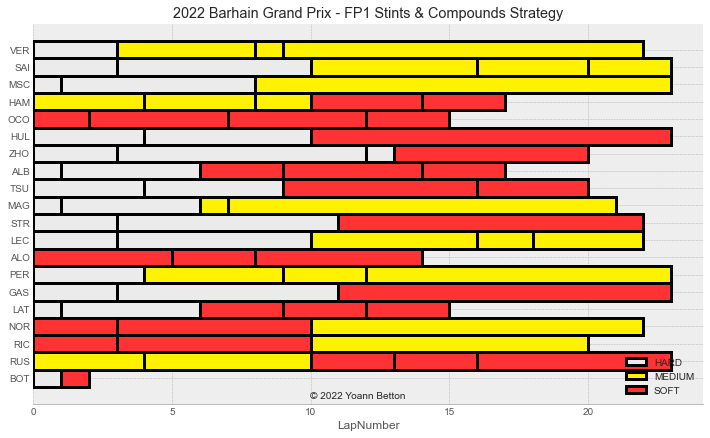 2022 Barhain Grand Prix - FP1 Stints & Compounds Strategy
VER
SAI
MSC
HAM
OCO
HUL
ZHO
ALB
TSU
MAG
STR
LEC
ALO
PER
GAS
LAT
NOR
RIC
RUS
BOT
HARD
MEDIUM
SOFT
© 2022 Yoann Betton
0 5 10 15 20
LapNumber